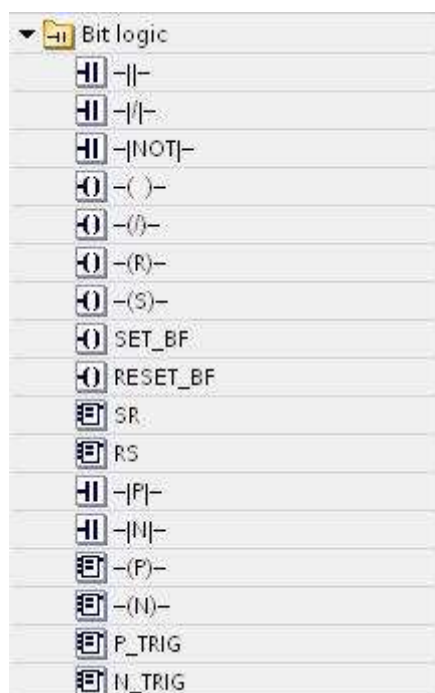 Bit logic
–||–
–|/|–
–|NOT|–
–( )–
–(/)–
–(R)–
–(S)–
SET_BF
RESET_BF
SR
RS
–|P|–
–|N|–
–(P)–
–(N)–
P_TRIG
N_TRIG